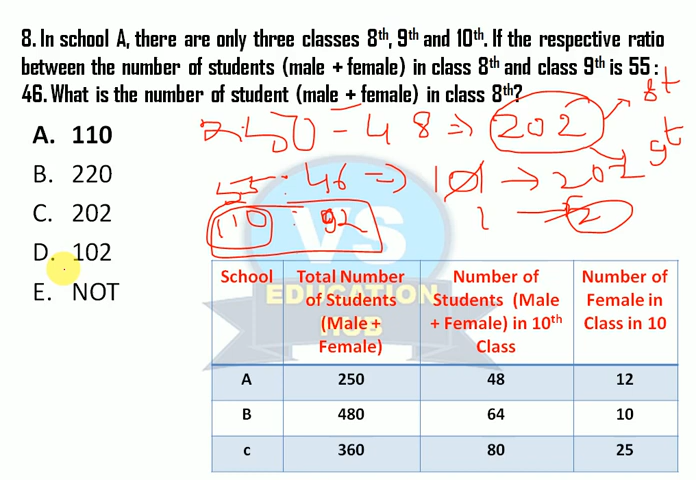 8. In school A, there are only three classes 8th, 9th and 10th. If the respective ratio
between the number of students (male + female) in class 8th and class 9th is 55 :
46. What is the number of student (male + female) in class 8th?
A. 110
B. 220
C. 202
D. 102
E. NOT
250 - 48 => 202
8t
9t
55 : 46 => 101 → 202
1 → 2
110 : 92
VS
EDUCATION
HUB
School Total Number of Students (Male + Female) Number of Students (Male + Female) in 10th Class Number of Female in Class in 10
A 250 48 12
B 480 64 10
c 360 80 25